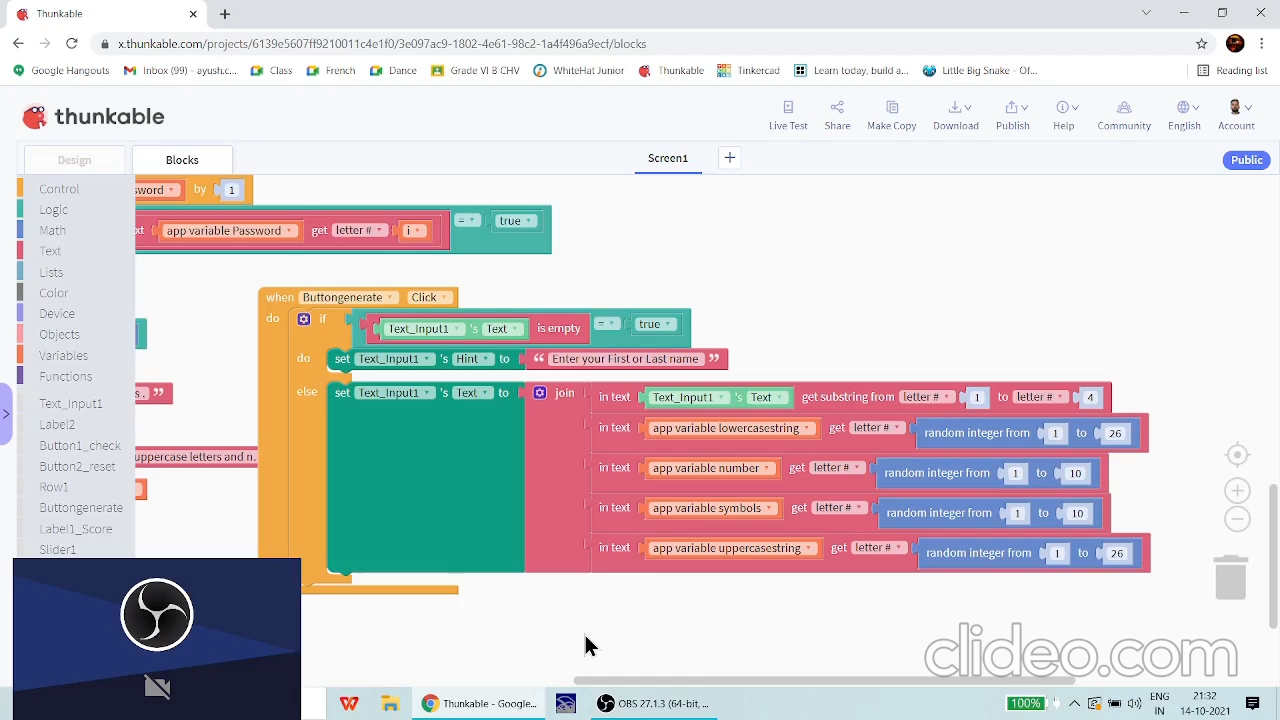 Thunkable
x.thunkable.com/projects/6139e5607ff9210011c4e1f0/3e097ac9-1802-4e61-98c3-1a4f496a9ecf/blocks
Google Hangouts
Inbox (99) - ayush.c...
Class
French
Dance
Grade VI B CHV
WhiteHat Junior
Thunkable
Tinkercad
Learn today, build a...
Little Big Snake - Of...
Reading list
thunkable
Live Test
Share
Make Copy
Download
Publish
Help
Community
English
Account
Design
Blocks
Screen1
Public
Control
Logic
Math
Text
Lists
Color
Device
Objects
Variables
Functions
Text_Input1
Label2
Button1_check
Button2_reset
Row1
Buttongenerate
Label1_Score
Slider1
sword by 1
xt app variable Password get letter # i = true
when Buttongenerate Click
do if Text_Input1 's Text is empty = true
do set Text_Input1 's Hint to “ Enter your First or Last name ”
else set Text_Input1 's Text to join in text Text_Input1 's Text get substring from letter # 1 to letter # 4
in text app variable lowercasestring get letter # random integer from 1 to 26
in text app variable number get letter # random integer from 1 to 10
in text app variable symbols get letter # random integer from 1 to 10
in text app variable uppercasestring get letter # random integer from 1 to 26
s. ”
uppercase letters and n.
clideo.com
Thunkable - Google...
OBS 27.1.3 (64-bit,...
100%
ENG
IN
21:32
14-10-2021